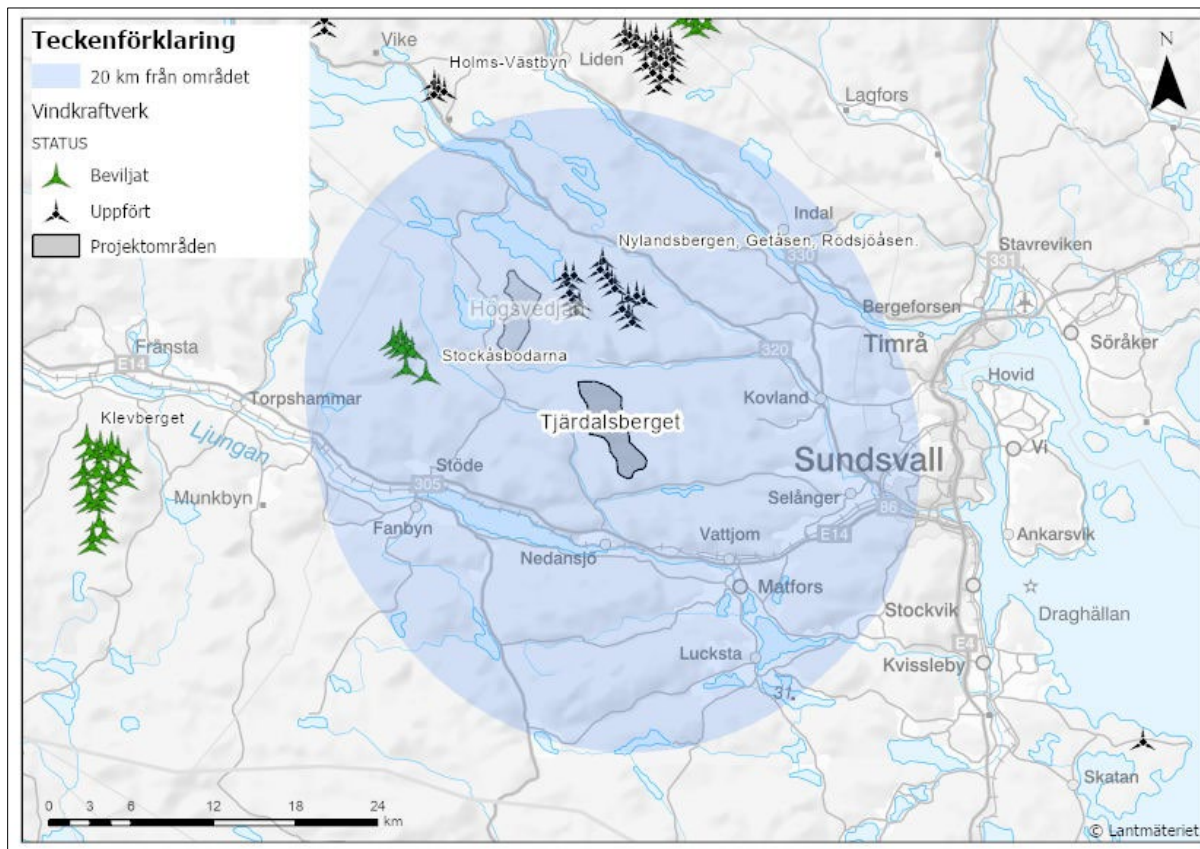 Teckenförklaring
20 km från området
Vindkraftverk
STATUS
Beviljat
Uppfört
Projektområden
N
Vike
Holms-Västbyn
Liden
Lagfors
Indal
Nylandsbergen, Getåsen, Rödsjöåsen.
330
Stavreviken
331
Bergeforsen
Högsvedjan
Söråker
Timrå
Fränsta
E14
Stockåsbodarna
320
Hovid
Torpshammar
Kovland
Klevberget
Tjärdalsberget
Ljungan
Vi
Sundsvall
Stöde
305
Munkbyn
Selånger
86
Fanbyn
Vattjom
E14
Ankarsvik
Nedansjö
Matfors
Stockvik
Draghällan
Lucksta
E4
Kvissleby
31.
Skatan
0 3 6 12 18 24
km
© Lantmäteriet